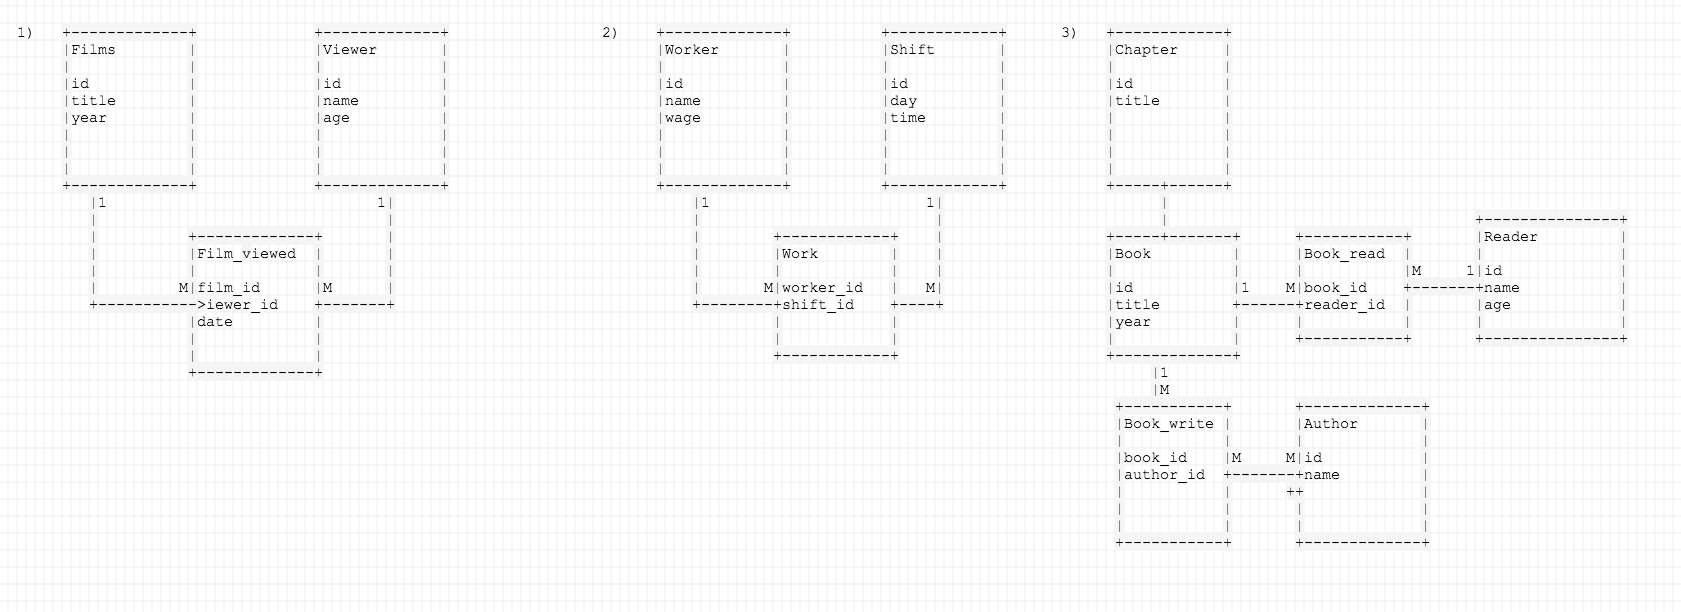 1)
Films
id
title
year
Viewer
id
name
age
1
1
Film_viewed
M film_id M
>iewer_id
date
2)
Worker
id
name
wage
Shift
id
day
time
1
1
Work
M worker_id M
shift_id
3)
Chapter
id
title
Book
id
title
year
1
M
Book_read
book_id
reader_id
M
1
Reader
id
name
age
1
M
Book_write
book_id
author_id
M
M
Author
id
name